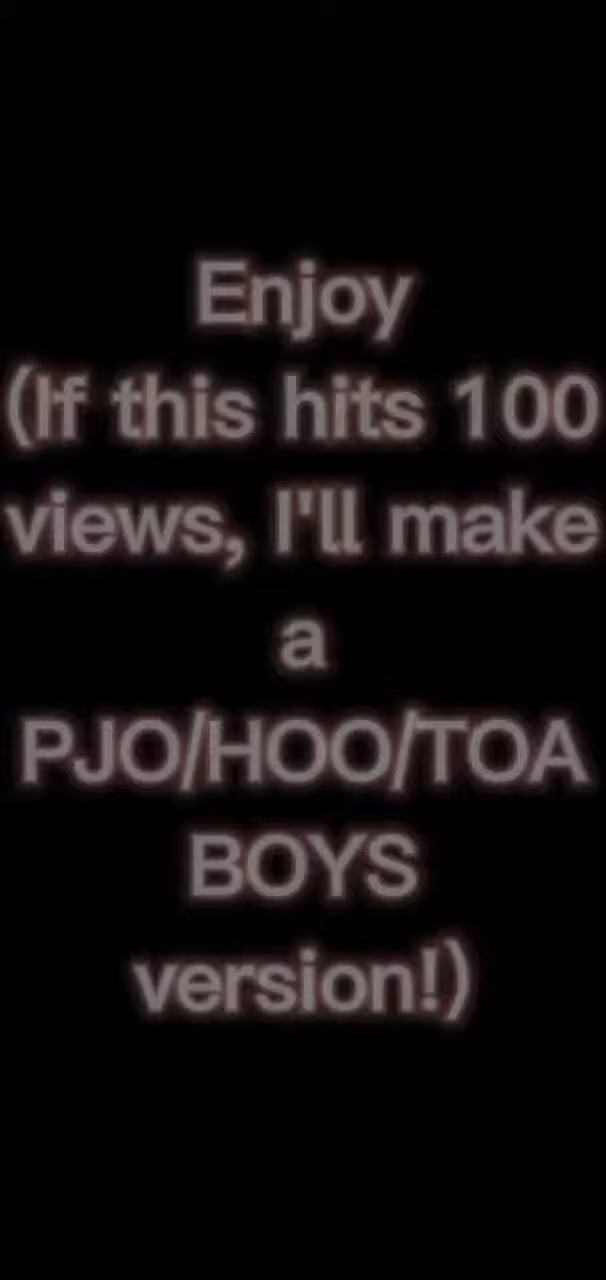 Enjoy
(If this hits 100
views, I'll make
a
PJO/HOO/TOA
BOYS
version!)